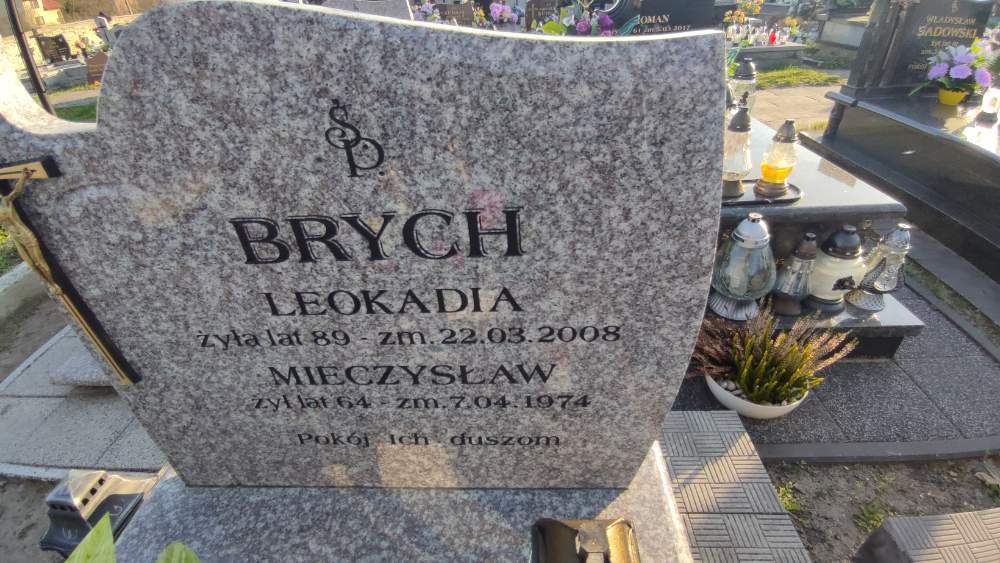 ŚP.
BRYCH
LEOKADIA
żyła lat 89 - zm. 22.03.2008
MIECZYSŁAW
żył lat 64 - zm. 7.04.1974
Pokój Ich duszom
WŁADYSŁAW
SADOWSKI